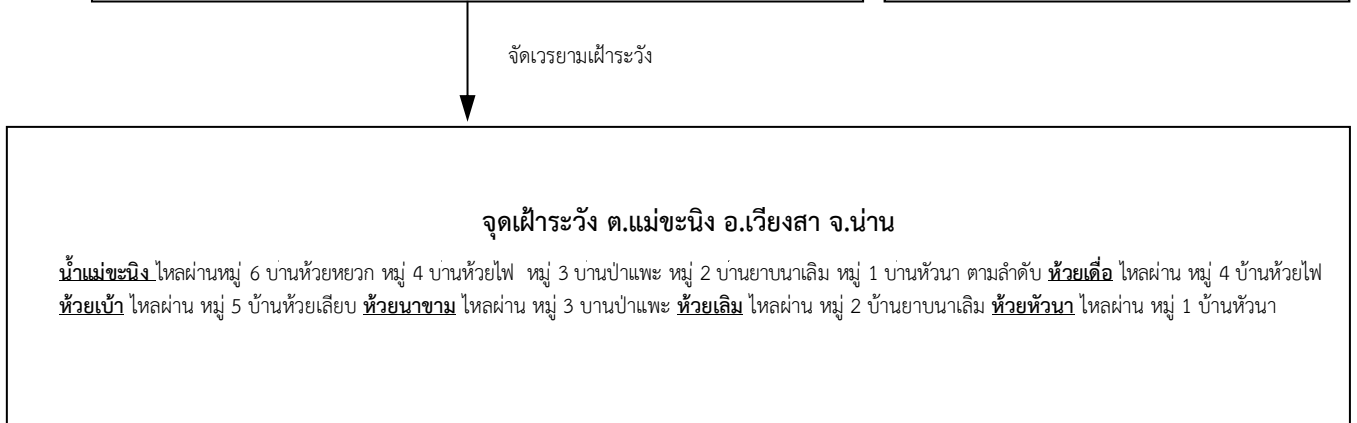 จัดเวรยามเฝ้าระวัง
จุดเฝ้าระวัง ต.แม่ขะนิง อ.เวียงสา จ.น่าน
น้ำแม่ขะนิง ไหลผ่านหมู่ 6 บ่านห้วยหยวก หมู่ 4 บ่านห้วยไฟ หมู่ 3 บ่านป่าแพะ หมู่ 2 บ่านยาบนาเลิม หมู่ 1 บ่านหัวนา ตามลำดับ ห้วยเดื่อ ไหลผ่าน หมู่ 4 บ้านห้วยไฟ
ห้วยเบ้า ไหลผ่าน หมู่ 5 บ้านห้วยเลียบ ห้วยนาขาม ไหลผ่าน หมู่ 3 บานป่าแพะ ห้วยเลิม ไหลผ่าน หมู่ 2 บ้านยาบนาเลิม ห้วยหัวนา ไหลผ่าน หมู่ 1 บ้านหัวนา